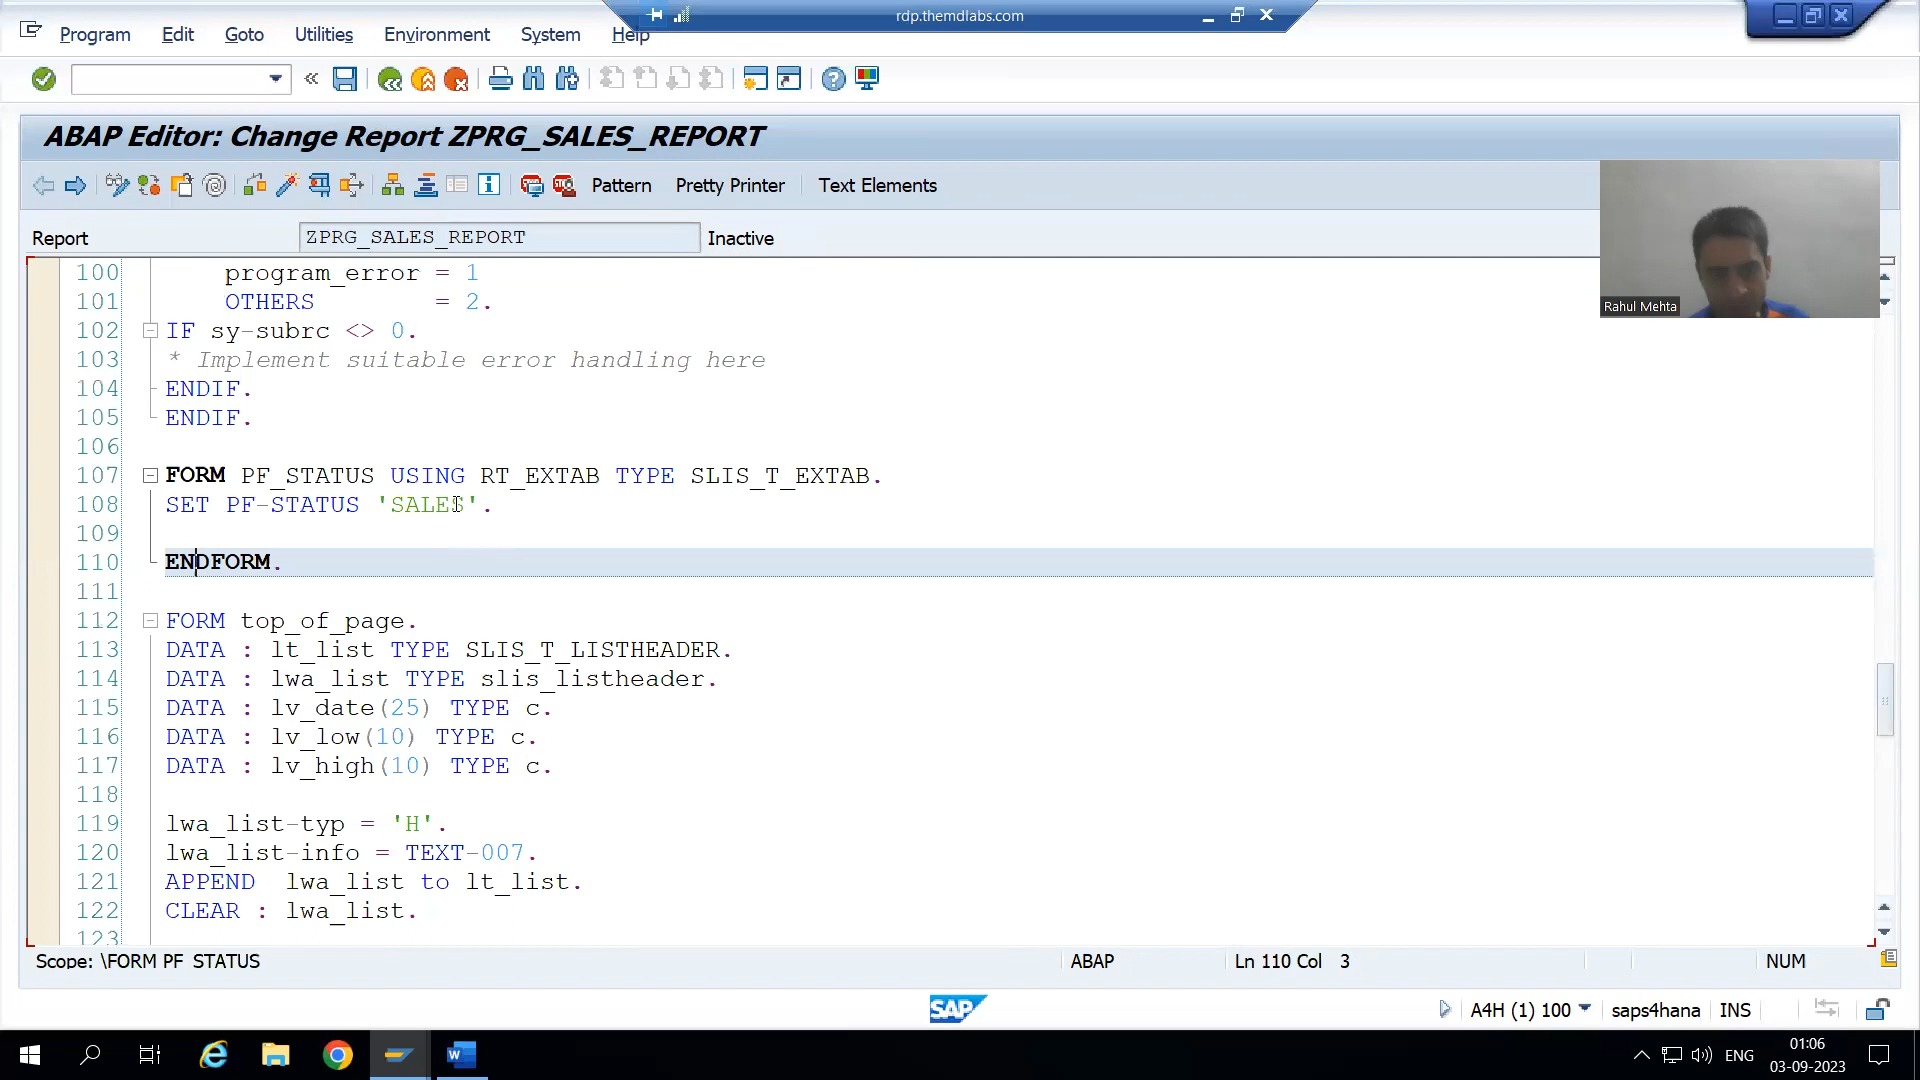 rdp.themdlabs.com
Program Edit Goto Utilities Environment System Help
ABAP Editor: Change Report ZPRG_SALES_REPORT
Pattern Pretty Printer Text Elements
Report ZPRG_SALES_REPORT Inactive
Rahul Mehta
100 program_error = 1
101 OTHERS = 2.
102 IF sy-subrc <> 0.
103 * Implement suitable error handling here
104 ENDIF.
105 ENDIF.
106
107 FORM PF_STATUS USING RT_EXTAB TYPE SLIS_T_EXTAB.
108 SET PF-STATUS 'SALES'.
109
110 ENDFORM.
111
112 FORM top_of_page.
113 DATA : lt_list TYPE SLIS_T_LISTHEADER.
114 DATA : lwa_list TYPE slis_listheader.
115 DATA : lv_date(25) TYPE c.
116 DATA : lv_low(10) TYPE c.
117 DATA : lv_high(10) TYPE c.
118
119 lwa_list-typ = 'H'.
120 lwa_list-info = TEXT-007.
121 APPEND lwa_list to lt_list.
122 CLEAR : lwa_list.
123
Scope: \FORM PF_STATUS ABAP Ln 110 Col 3 NUM
SAP A4H (1) 100 saps4hana INS
ENG 01:06
03-09-2023